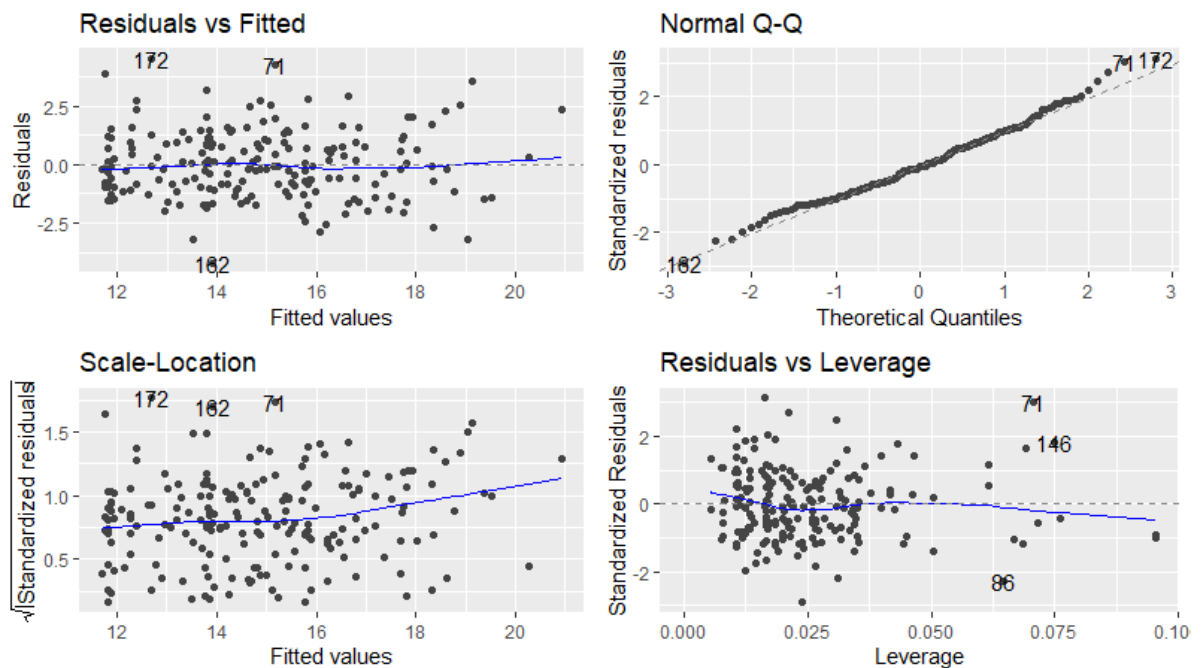 Residuals vs Fitted
Residuals
2.5
0.0
-2.5
172
71
162
12 14 16 18 20
Fitted values
Normal Q-Q
Standardized residuals
2
0
-2
71
172
162
-3 -2 -1 0 1 2 3
Theoretical Quantiles
Scale-Location
√|Standardized residuals|
1.5
1.0
0.5
172
162
71
12 14 16 18 20
Fitted values
Residuals vs Leverage
Standardized Residuals
2
0
-2
71
146
86
0.000 0.025 0.050 0.075 0.100
Leverage